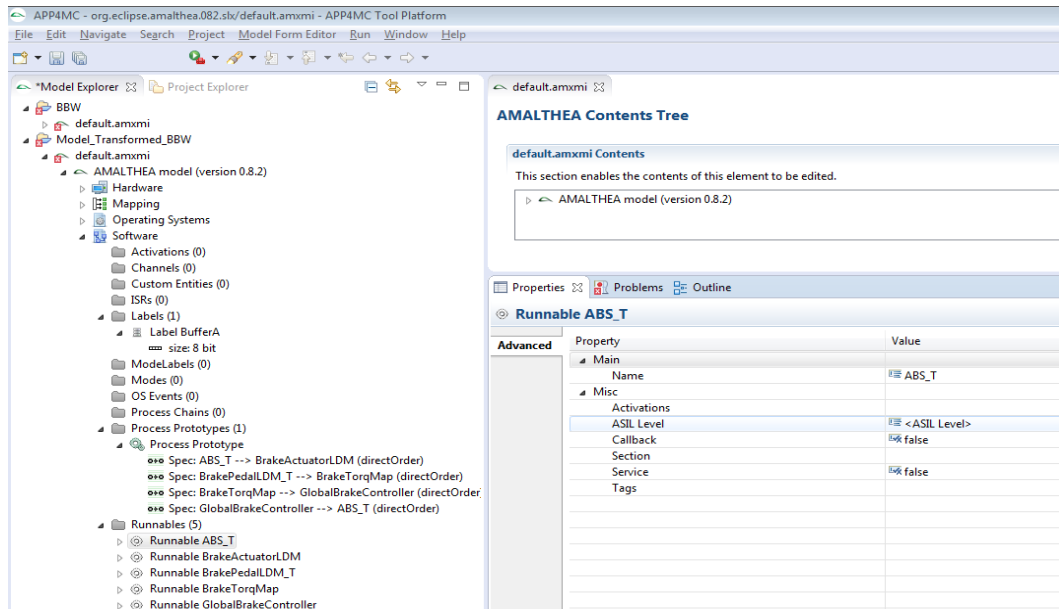 APP4MC - org.eclipse.amalthea.082.slx/default.amxmi - APP4MC Tool Platform
File Edit Navigate Search Project Model Form Editor Run Window Help
*Model Explorer Project Explorer
BBW
default.amxmi
Model_Transformed_BBW
default.amxmi
AMALTHEA model (version 0.8.2)
Hardware
Mapping
Operating Systems
Software
Activations (0)
Channels (0)
Custom Entities (0)
ISRs (0)
Labels (1)
Label BufferA
size: 8 bit
ModeLabels (0)
Modes (0)
OS Events (0)
Process Chains (0)
Process Prototypes (1)
Process Prototype
Spec: ABS_T --> BrakeActuatorLDM (directOrder)
Spec: BrakePedalLDM_T --> BrakeTorqMap (directOrder)
Spec: BrakeTorqMap --> GlobalBrakeController (directOrder
Spec: GlobalBrakeController --> ABS_T (directOrder)
Runnables (5)
Runnable ABS_T
Runnable BrakeActuatorLDM
Runnable BrakePedalLDM_T
Runnable BrakeTorqMap
Runnable GlobalBrakeController
default.amxmi
AMALTHEA Contents Tree
default.amxmi Contents
This section enables the contents of this element to be edited.
AMALTHEA model (version 0.8.2)
Properties Problems Outline
Runnable ABS_T
Advanced
Property Value
Main
Name ABS_T
Misc
Activations
ASIL Level <ASIL Level>
Callback false
Section
Service false
Tags